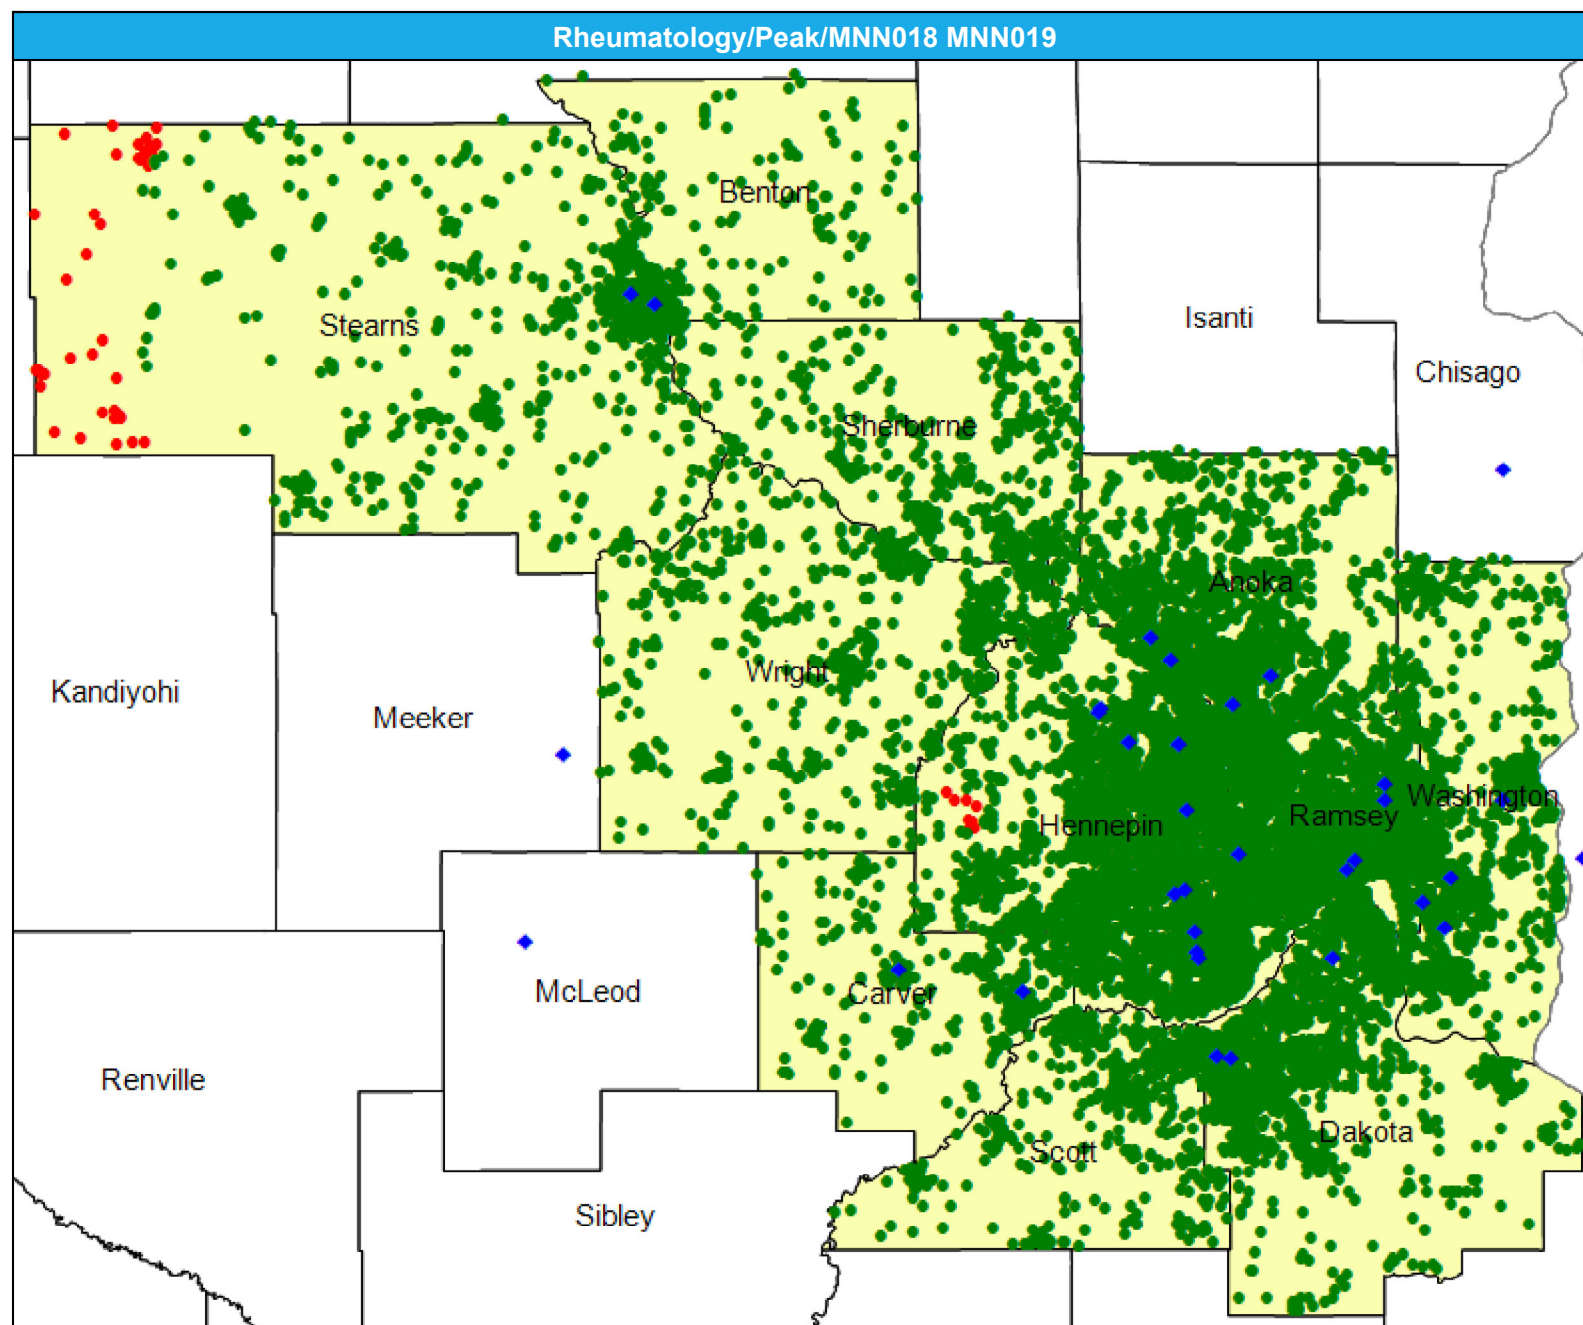 Rheumatology/Peak/MNN018 MNN019
Benton
Stearns
Isanti
Chisago
Sherburne
Anoka
Wright
Kandiyohi
Meeker
Washington
Ramsey
Hennepin
McLeod
Carver
Renville
Dakota
Scott
Sibley